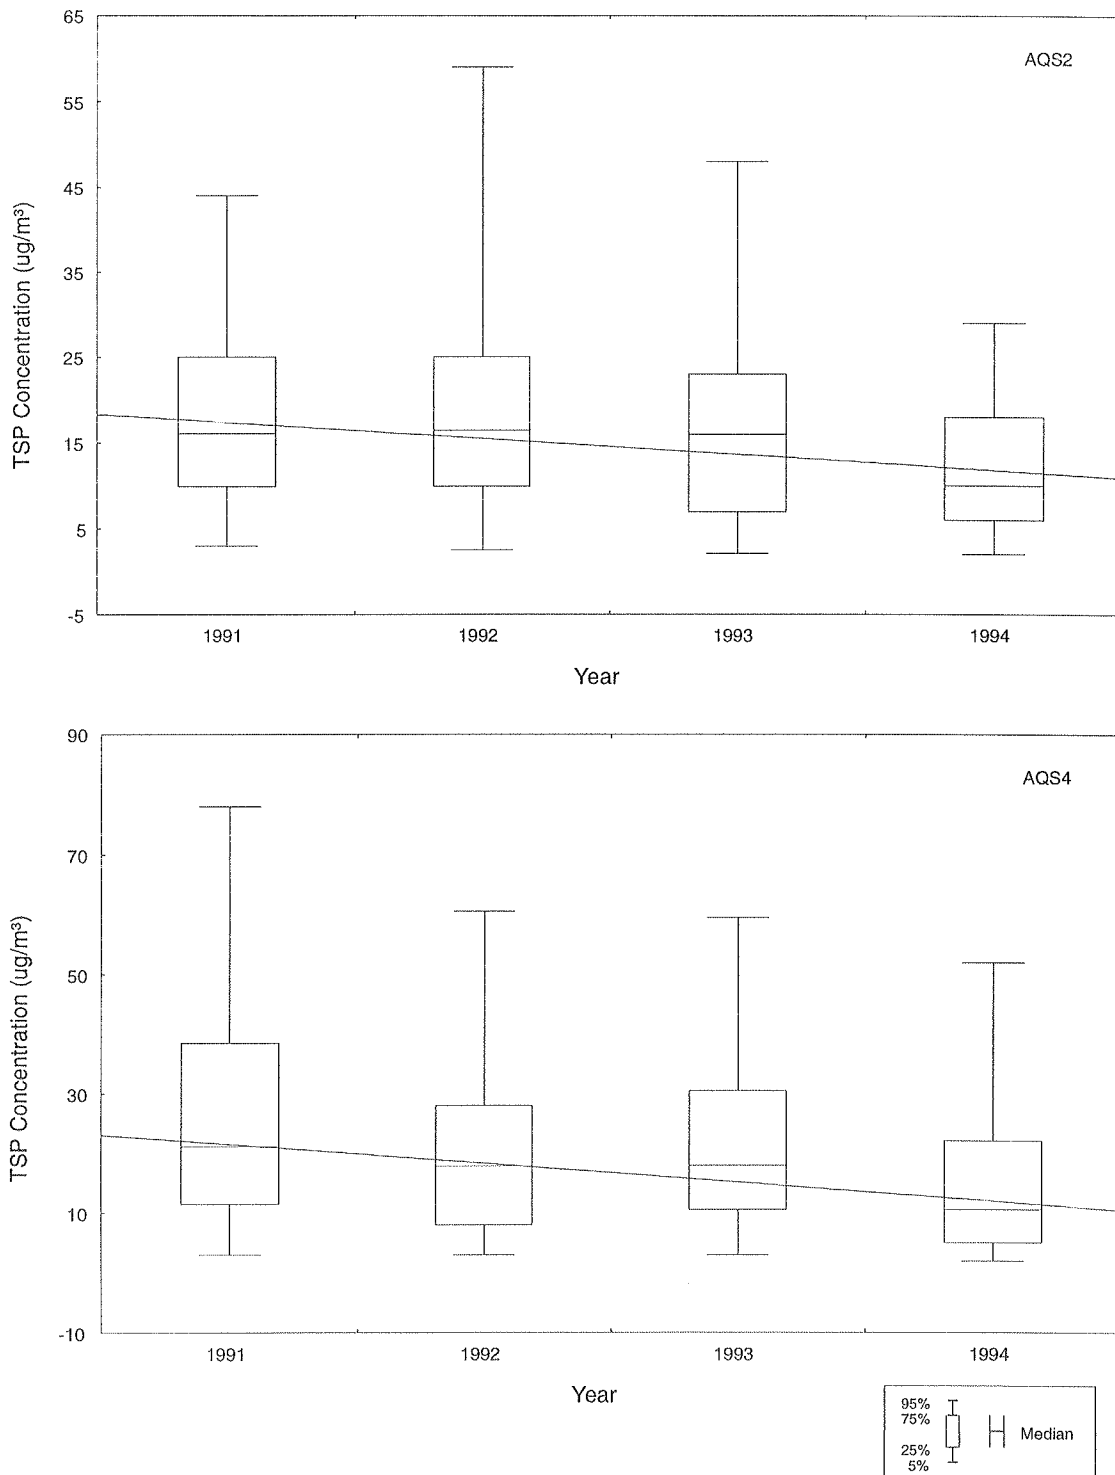 65
AQS2
55
45
35
25
15
5
-5
TSP Concentration (ug/m³)
1991 1992 1993 1994
Year
90
AQS4
70
50
30
10
-10
TSP Concentration (ug/m³)
1991 1992 1993 1994
Year
95%
75%
Median
25%
5%